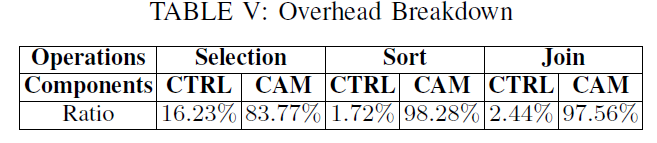 TABLE V: Overhead Breakdown
Operations Selection Sort Join
Components CTRL CAM CTRL CAM CTRL CAM
Ratio 16.23% 83.77% 1.72% 98.28% 2.44% 97.56%